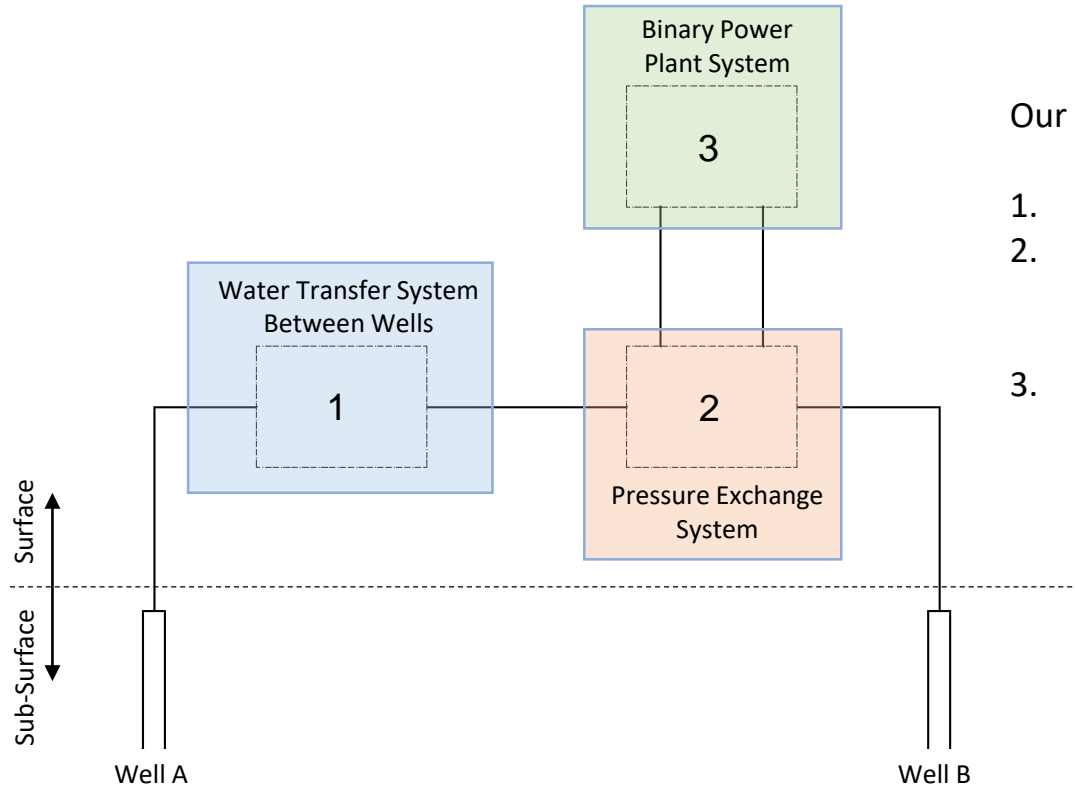 Binary Power
Plant System
3
Our
1.
2.
3.
Water Transfer System
Between Wells
1
2
Pressure Exchange
System
Surface
Sub-Surface
Well A
Well B